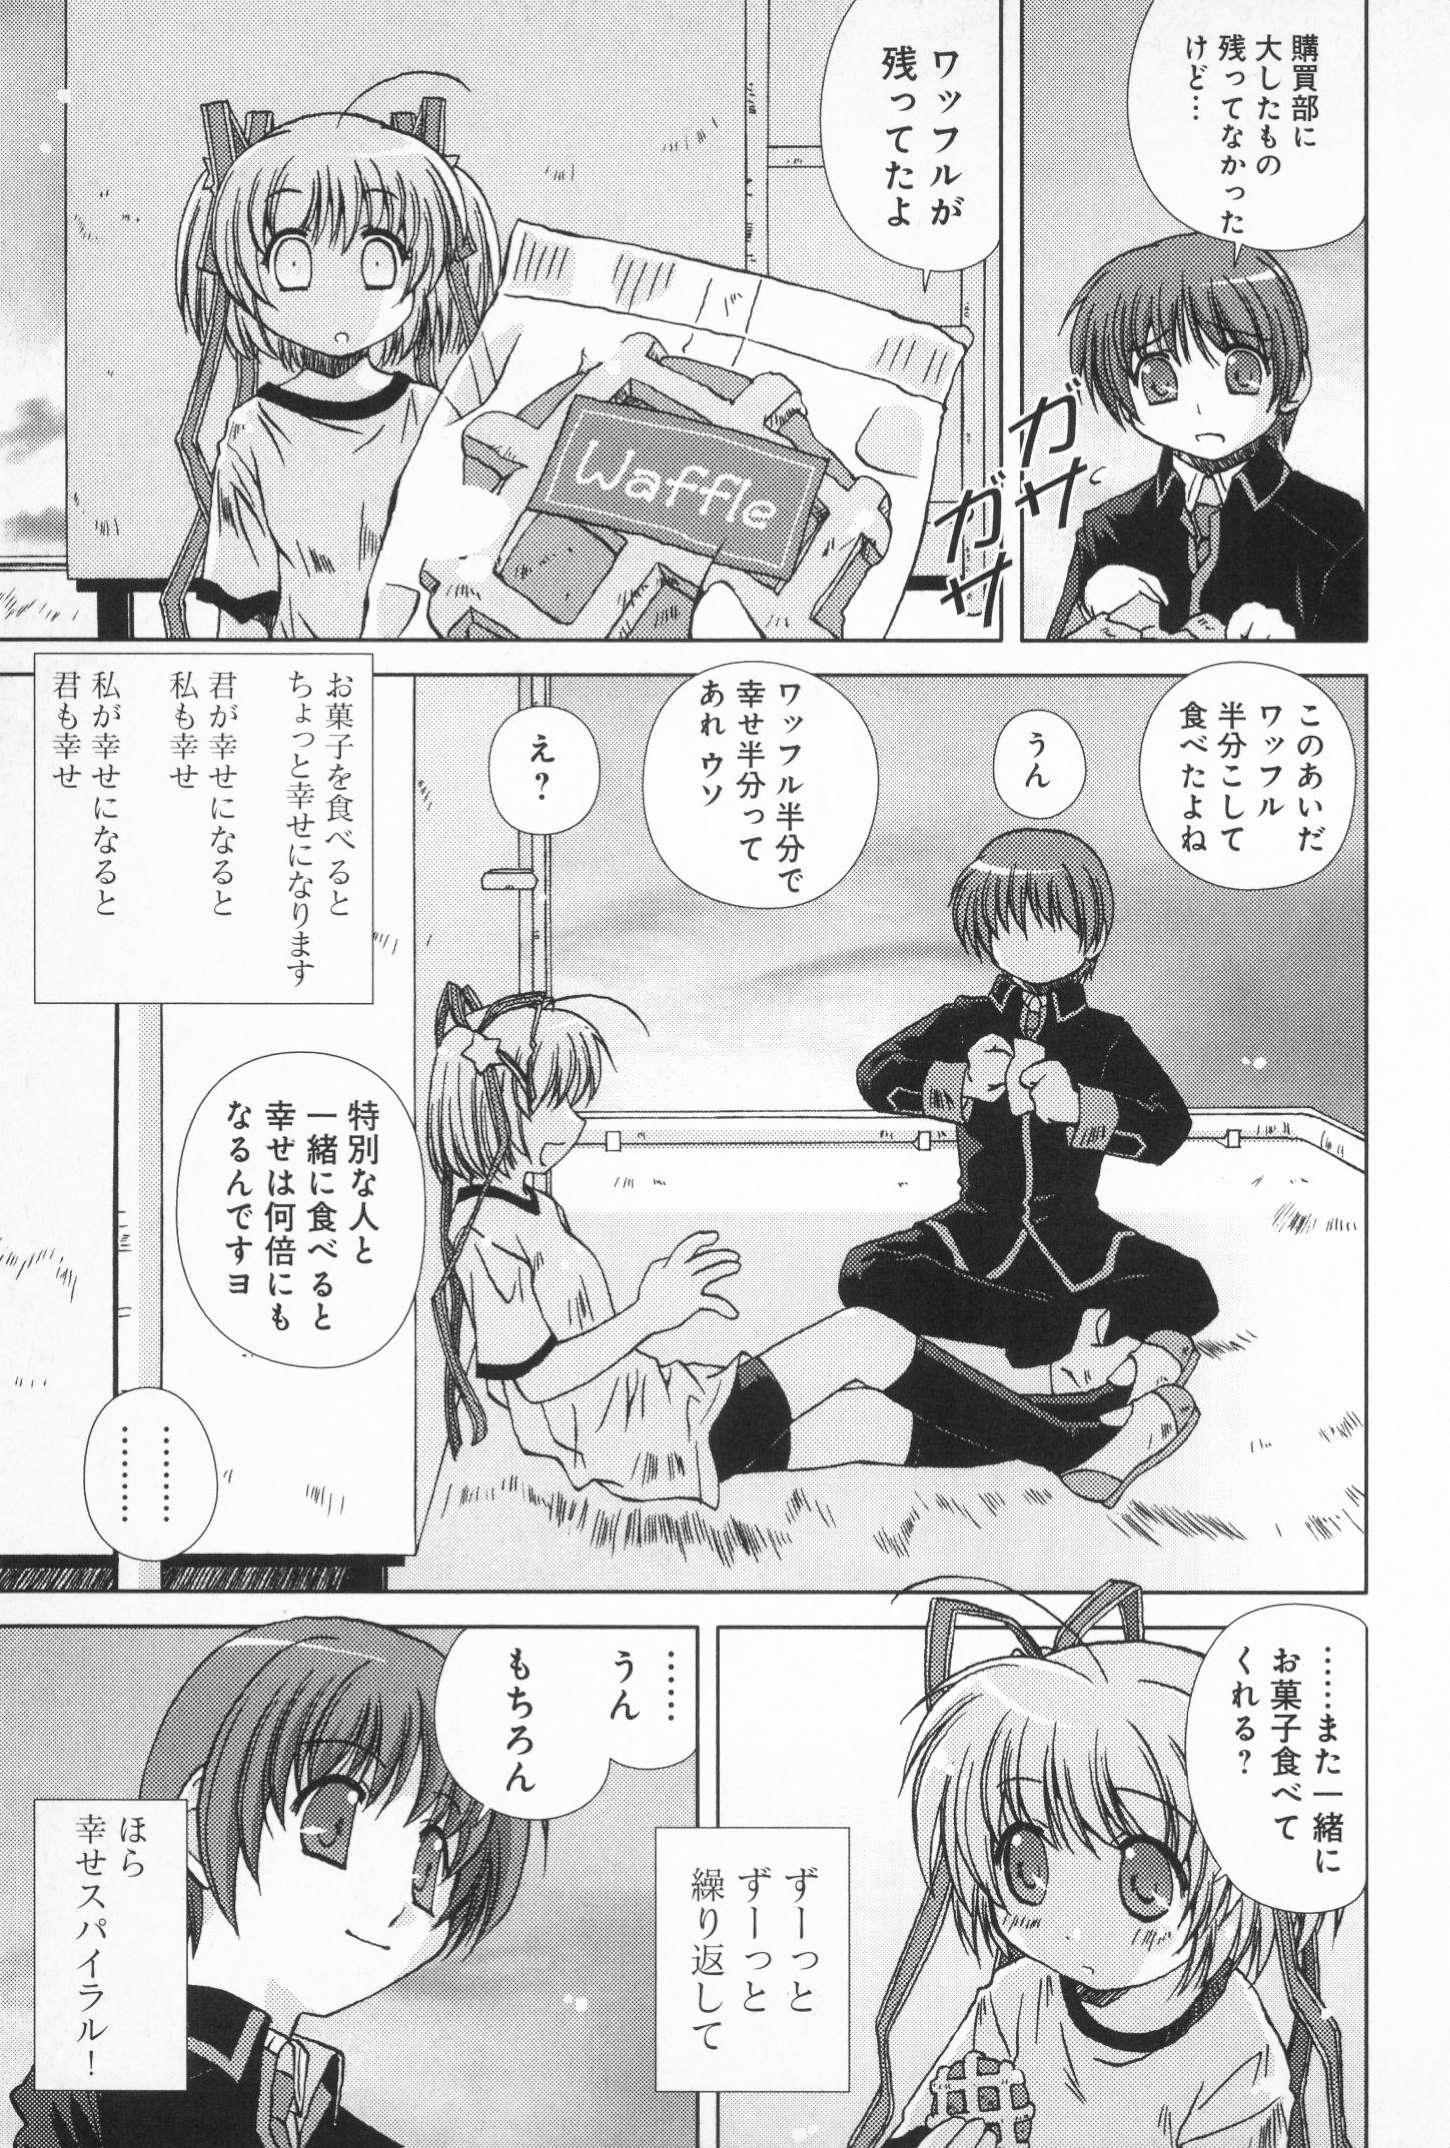 購買部に
大したもの
残ってなかった
けど…
ガサ
ガサ
ワッフルが
残ってたよ
Waffle
このあいだ
ワッフル
半分こして
食べたよね
うん
ワッフル半分で
幸せ半分って
あれ ウソ
え？
お菓子を食べると
ちょっと幸せになります
君が幸せになると
私も幸せ
私が幸せになると
君も幸せ
特別な人と
一緒に食べると
幸せは何倍にも
なるんですヨ
………
………
……また一緒に
お菓子食べて
くれる？
ずーっと
ずーっと
繰り返して
……
うん
もちろん
ほら
幸せスパイラル！